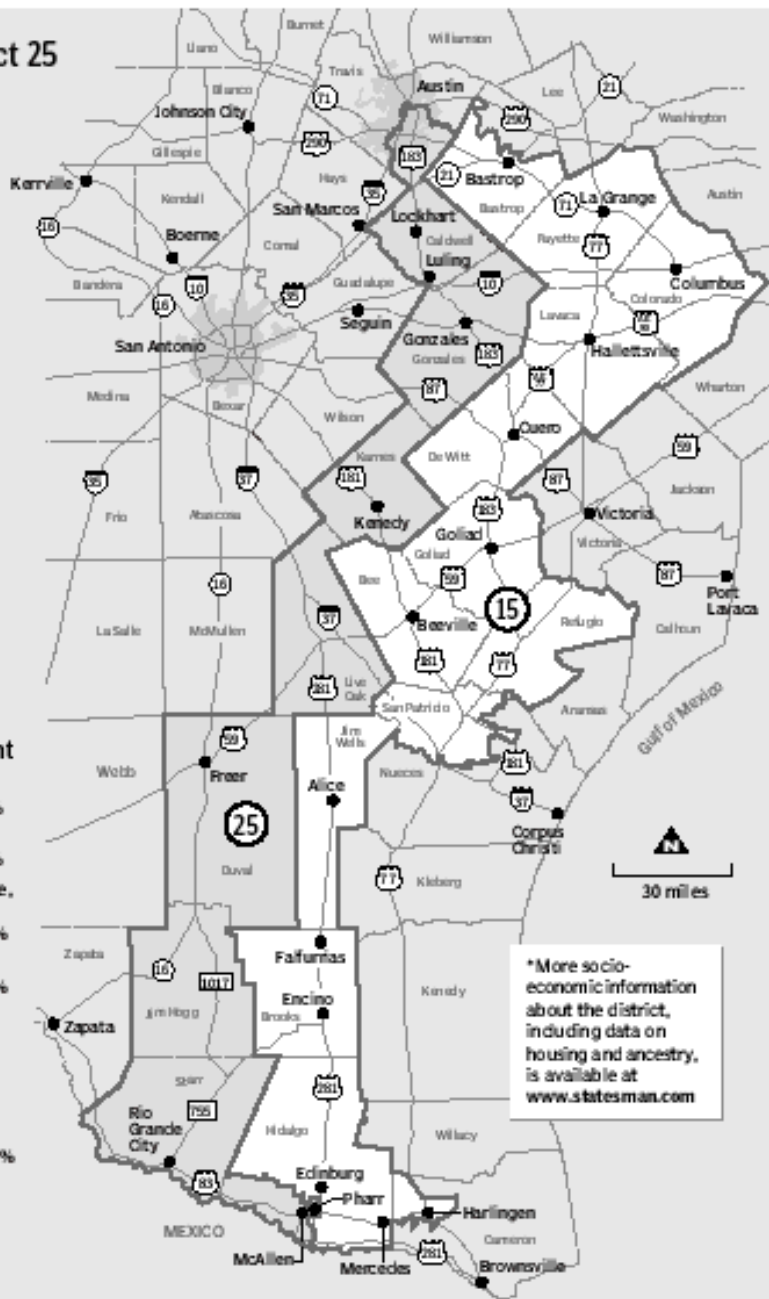 ct 25
Burnet
Williamson
Llano
Travis
Austin
Lee
21
Blanco
71
Johnson City
290
Washington
Gillespie
290
183
Bastrop
Kerrville
Hays
21
Bastrop
La Grange
Austin
Kendall
35
71
San Marcos
Lockhart
Fayette
77
16
Boerne
Comal
Caldwell
Luling
Columbus
Bandera
10
Guadalupe
10
16
35
Colorado
Seguin
Lavaca
San Antonio
Gonzales
183
Hallettsville
Gonzales
Medina
87
Wharton
Bexar
Wilson
Cuero
59
35
37
Karnes
De Witt
181
87
Jackson
Frio
Atascosa
Kenedy
183
Victoria
Goliad
Victoria
Goliad
16
Bee
59
87
Port
Lavaca
La Salle
McMullen
37
15
Refugio
Beeville
Calhoun
181
181
77
Live
Oak
San Patricio
Aransas
Gulf of Mexico
Jim
Wells
59
nt
Webb
Freer
Nueces
181
Alice
37
%
25
Corpus
Christi
N
%
Duval
77
Kleberg
e,
30 miles
%
Zapata
Falfurrias
16
*More socio-
economic information
about the district,
including data on
housing and ancestry,
is available at
www.statesman.com
%
1017
Encino
Kenedy
Zapata
Jim Hogg
Brooks
Starr
281
755
Rio
Grande
City
Hidalgo
Willacy
%
Edinburg
83
Pharr
Harlingen
MEXICO
Cameron
McAllen
Mercedes
281
Brownsville